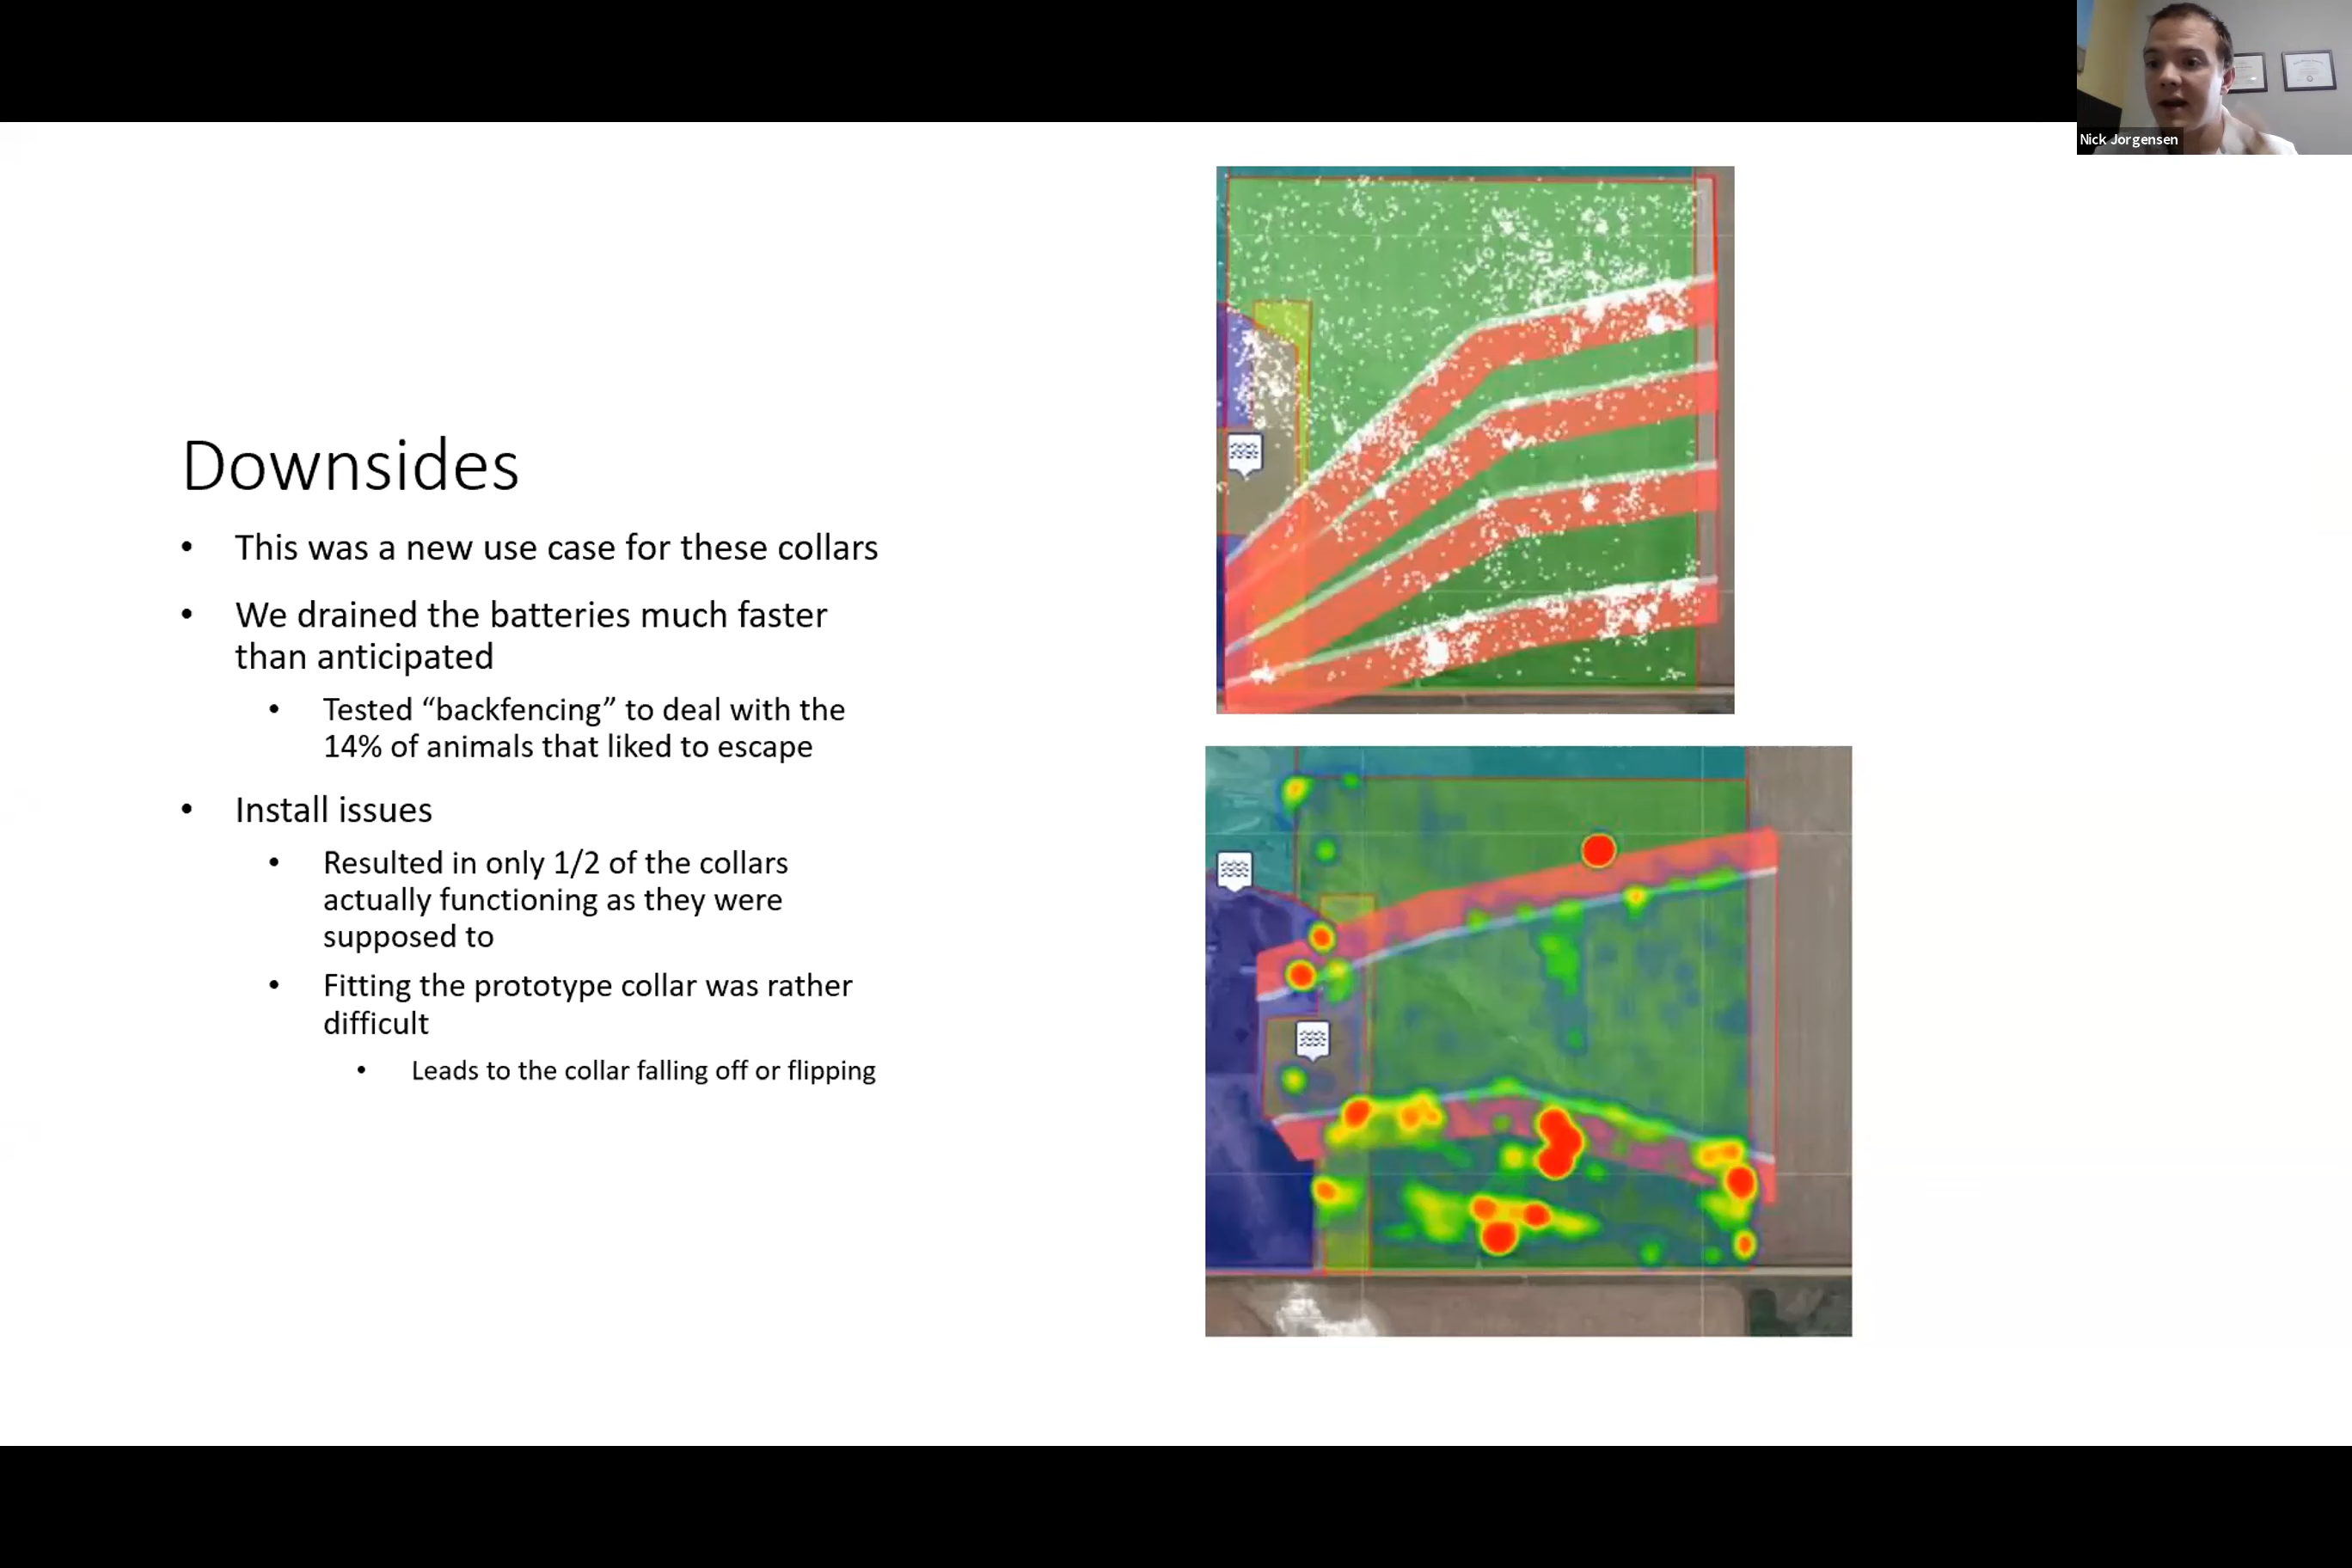 Nick Jorgensen
Downsides
• This was a new use case for these collars
• We drained the batteries much faster
than anticipated
• Tested “backfencing” to deal with the
14% of animals that liked to escape
• Install issues
• Resulted in only 1/2 of the collars
actually functioning as they were
supposed to
• Fitting the prototype collar was rather
difficult
• Leads to the collar falling off or flipping